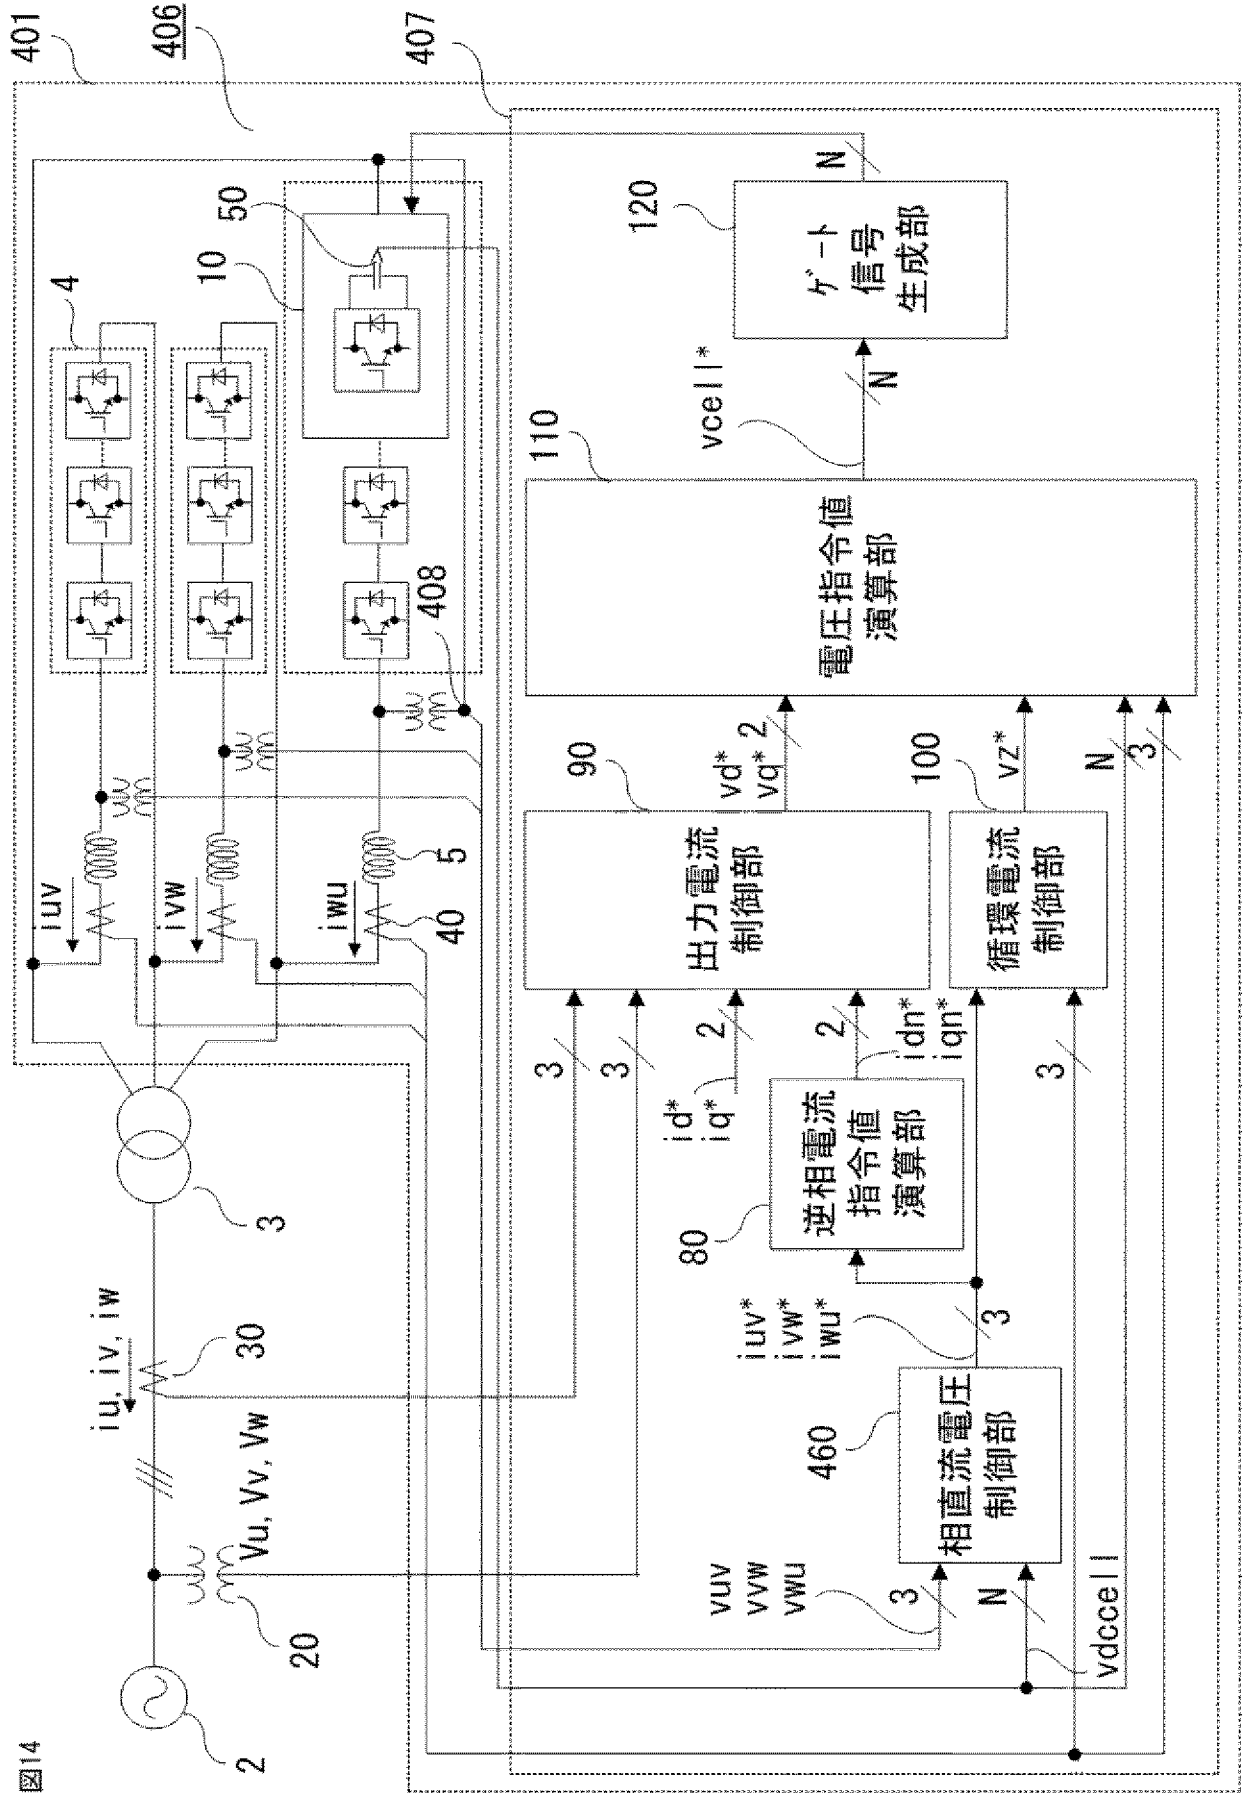 図14
401
406
407
4
10
50
iuv
ivw
iwu
5
40
408
3
2
iu, iv, iw
30
Vu, Vv, Vw
20
120
ゲート
信号
生成部
N
vcell*
N
110
電圧指令値
演算部
90
vd*
vq*
2
出力電流
制御部
100
vz*
循環電流
制御部
N
3
3
3
id*
iq*
2
2
idn*
iqn*
3
80
逆相電流
指令値
演算部
iuv*
ivw*
iwu*
3
460
相直流電圧
制御部
vuv
vvw
vwu
3
N
vdccell